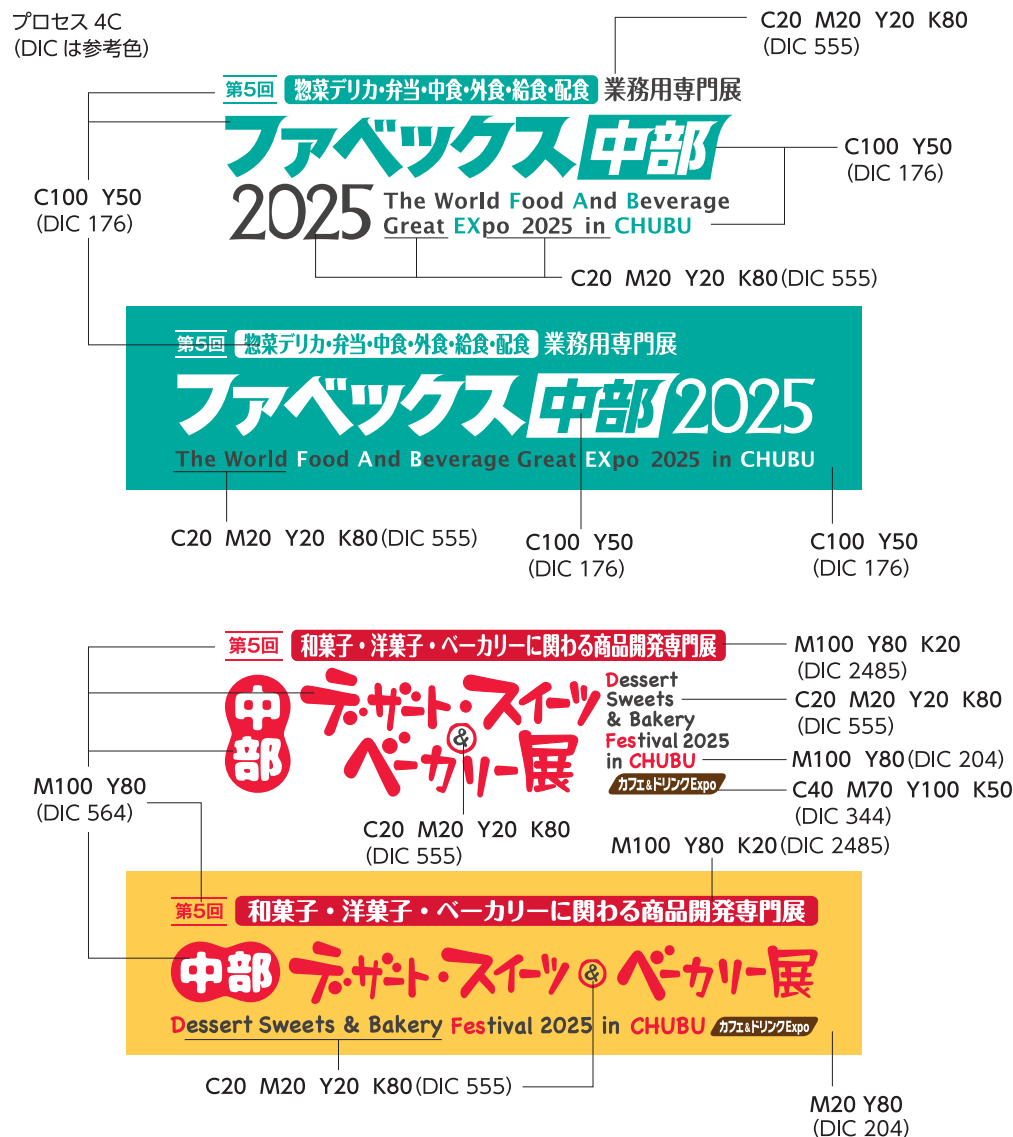 プロセス 4C
(DIC は参考色)
C20 M20 Y20 K80
(DIC 555)
第5回 惣菜デリカ・弁当・中食・外食・給食・配食 業務用専門展
ファベックス中部
2025 The World Food And Beverage
Great EXpo 2025 in CHUBU
C100 Y50
(DIC 176)
C100 Y50
(DIC 176)
C20 M20 Y20 K80(DIC 555)
第5回 惣菜デリカ・弁当・中食・外食・給食・配食 業務用専門展
ファベックス中部2025
The World Food And Beverage Great EXpo 2025 in CHUBU
C20 M20 Y20 K80(DIC 555)
C100 Y50
(DIC 176)
C100 Y50
(DIC 176)
第5回 和菓子・洋菓子・ベーカリーに関わる商品開発専門展
中部
デザート・スイーツ
&
ベーカリー展
Dessert
Sweets
& Bakery
Festival 2025
in CHUBU
カフェ&ドリンクExpo
M100 Y80 K20
(DIC 2485)
C20 M20 Y20 K80
(DIC 555)
M100 Y80(DIC 204)
C40 M70 Y100 K50
(DIC 344)
M100 Y80
(DIC 564)
C20 M20 Y20 K80
(DIC 555)
M100 Y80 K20(DIC 2485)
第5回 和菓子・洋菓子・ベーカリーに関わる商品開発専門展
中部 デザート・スイーツ&ベーカリー展
Dessert Sweets & Bakery Festival 2025 in CHUBU カフェ&ドリンクExpo
C20 M20 Y20 K80(DIC 555)
M20 Y80
(DIC 204)